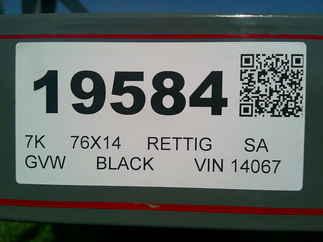 19584
7K 76X14 RETTIG SA
GVW BLACK VIN 14067